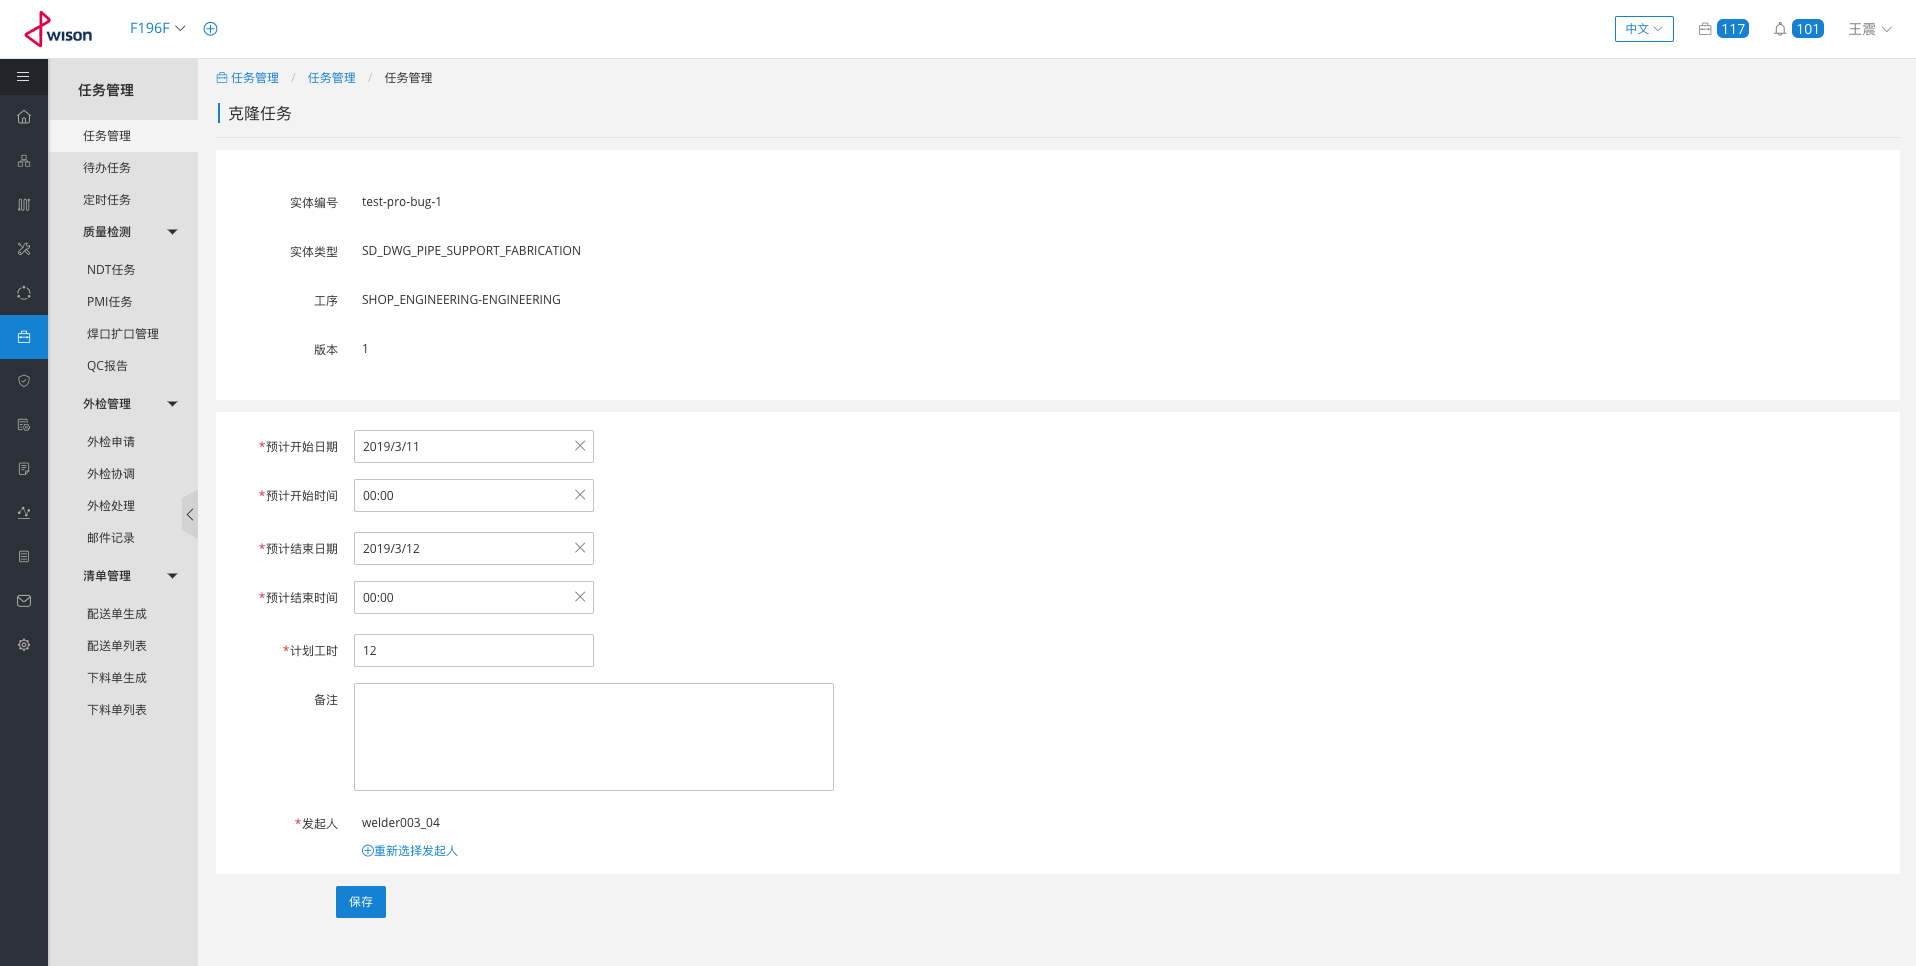 wison
F196F
中文
117
101
王震
任务管理
任务管理
待办任务
定时任务
质量检测
NDT任务
PMI任务
焊口扩口管理
QC报告
外检管理
外检申请
外检协调
外检处理
邮件记录
清单管理
配送单生成
配送单列表
下料单生成
下料单列表
任务管理 / 任务管理 / 任务管理
克隆任务
实体编号 test-pro-bug-1
实体类型 SD_DWG_PIPE_SUPPORT_FABRICATION
工序 SHOP_ENGINEERING-ENGINEERING
版本 1
*预计开始日期 2019/3/11
*预计开始时间 00:00
*预计结束日期 2019/3/12
*预计结束时间 00:00
*计划工时 12
备注
*发起人 welder003_04
重新选择发起人
保存